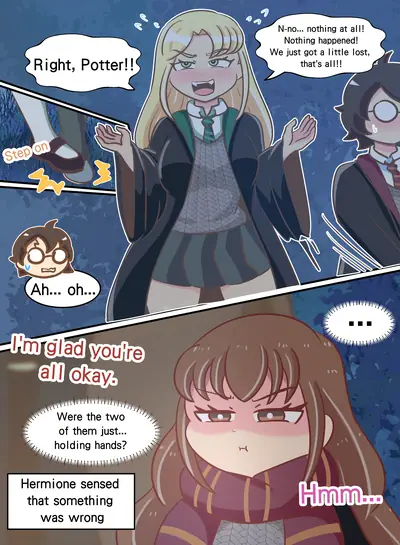 N-no... nothing at all!
Nothing happened!
We just got a little lost,
that's all!!
Right, Potter!!
Step on
Ah... oh...
...
I'm glad you're
all okay.
Were the two
of them just...
holding hands?
Hmm...
Hermione sensed
that something
was wrong